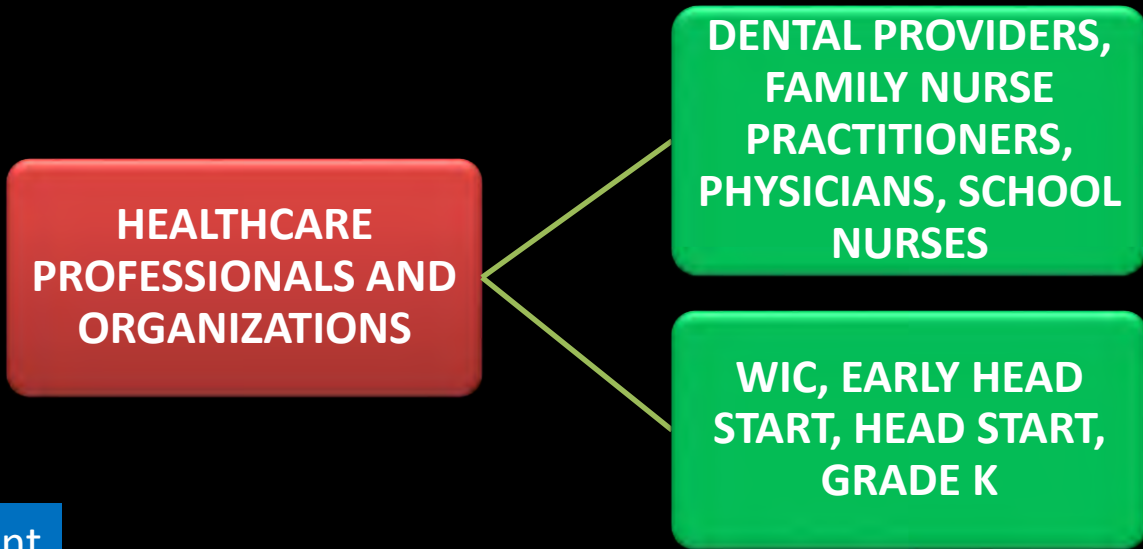 HEALTHCARE
PROFESSIONALS AND
ORGANIZATIONS
DENTAL PROVIDERS,
FAMILY NURSE
PRACTITIONERS,
PHYSICIANS, SCHOOL
NURSES
WIC, EARLY HEAD
START, HEAD START,
GRADE K